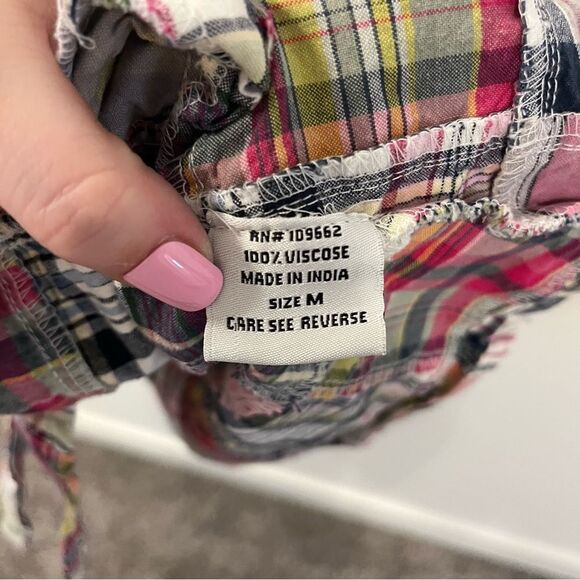 RN# 109662
100% VISCOSE
MADE IN INDIA
SIZE M
CARE SEE REVERSE